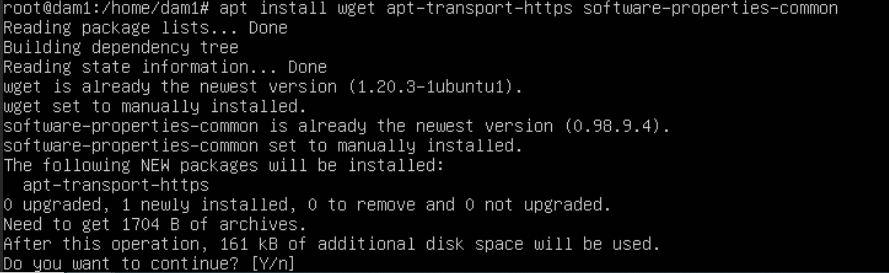 root@dam1:/home/dam1# apt install wget apt-transport-https software-properties-common
Reading package lists... Done
Building dependency tree
Reading state information... Done
wget is already the newest version (1.20.3-1ubuntu1).
wget set to manually installed.
software-properties-common is already the newest version (0.98.9.4).
software-properties-common set to manually installed.
The following NEW packages will be installed:
  apt-transport-https
0 upgraded, 1 newly installed, 0 to remove and 0 not upgraded.
Need to get 1704 B of archives.
After this operation, 161 kB of additional disk space will be used.
Do you want to continue? [Y/n]